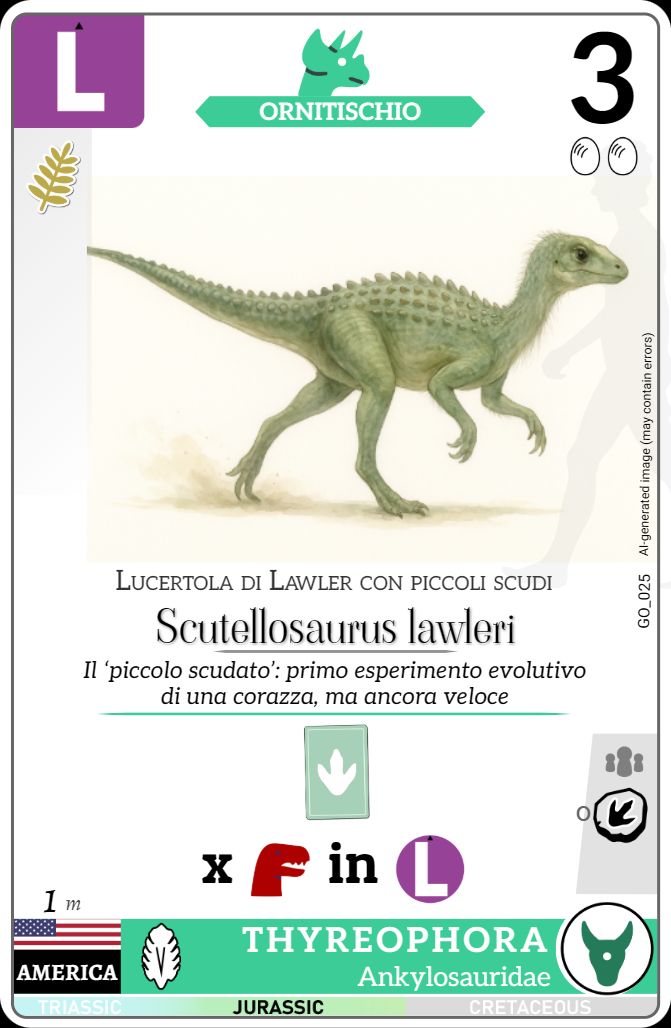 L
ORNITISCHIO
3
AI-generated image (may contain errors)
GO_025
Lucertola di Lawler con piccoli scudi
Scutellosaurus lawleri
Il ‘piccolo scudato’: primo esperimento evolutivo
di una corazza, ma ancora veloce
O
x in L
1 m
AMERICA
THYREOPHORA
Ankylosauridae
TRIASSIC JURASSIC CRETACEOUS